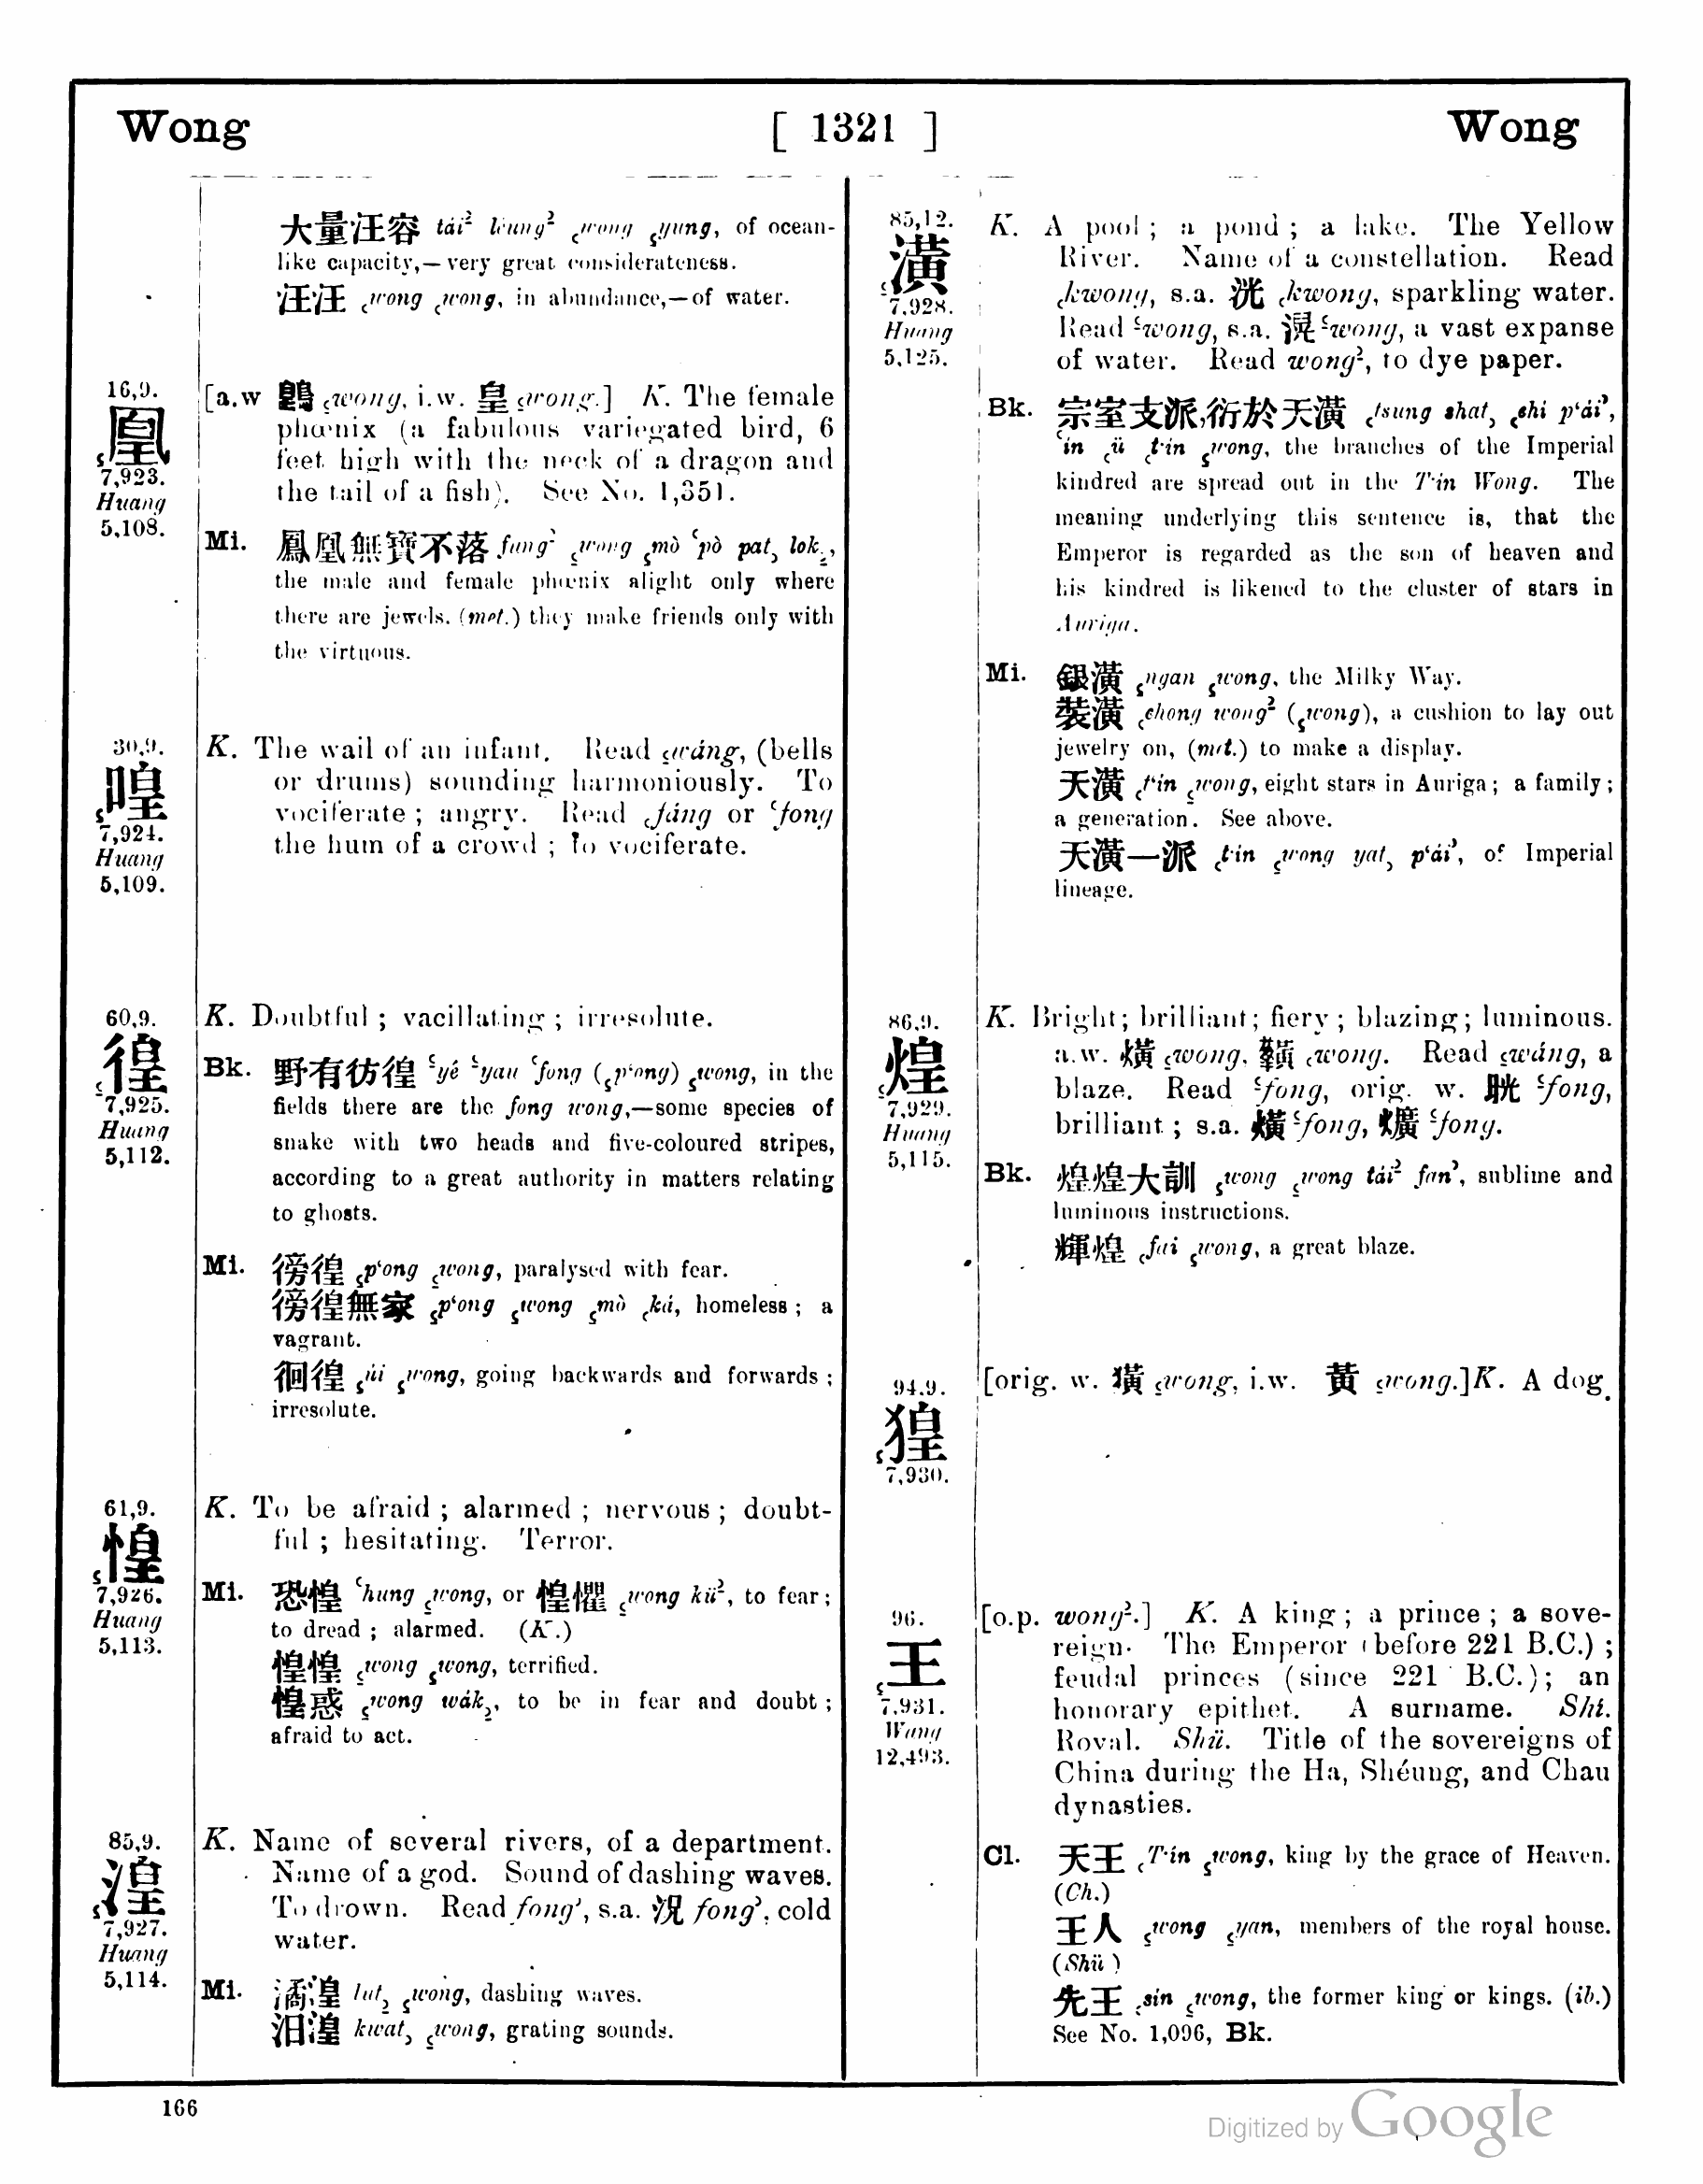 Wong
[ 1321 ]
Wong
大量汪容 tái² léung² ꜁wong ꜁yung, of ocean-
like capacity,—very great considerateness.
汪汪 ꜀wong ꜀wong, in abundance,—of water.
16,9.
凰
7,923.
Huang
5,108.
[a.w 䳨 ꜁wong, i.w. 皇 ꜁wong.] K. The female
phœnix (a fabulous variegated bird, 6
feet high with the neck of a dragon and
the tail of a fish). See No. 1,351.
Mi. 鳳凰無寶不落 fung² ꜁wong ꜁mò ꜂pò pat꜆ lok꜇,
the male and female phœnix alight only where
there are jewels. (met.) they make friends only with
the virtuous.
30,9.
喤
7,924.
Huang
5,109.
K. The wail of an infant. Read ꜁wáng, (bells
or drums) sounding harmoniously. To
vociferate ; angry. Read ꜀fáng or ꜂fong
the hum of a crowd ; to vociferate.
60,9.
徨
7,925.
Huang
5,112.
K. Doubtful ; vacillating ; irresolute.
Bk. 野有彷徨 ꜃yé ꜃yau ꜂fong (꜁p‘ong) ꜁wong, in the
fields there are the fong wong,—some species of
snake with two heads and five-coloured stripes,
according to a great authority in matters relating
to ghosts.
Mi. 徬徨 ꜁p‘ong ꜁wong, paralysed with fear.
徬徨無家 ꜁p‘ong ꜁wong ꜁mò ꜀ká, homeless ; a
vagrant.
徊徨 ꜁úi ꜁wong, going backwards and forwards ;
irresolute.
61,9.
惶
7,926.
Huang
5,113.
K. To be afraid ; alarmed ; nervous ; doubt-
ful ; hesitating. Terror.
Mi. 恐惶 ꜂hung ꜁wong, or 惶懼 ꜁wong kü², to fear ;
to dread ; alarmed. (K.)
惶惶 ꜁wong ꜁wong, terrified.
惶惑 ꜁wong wák꜇, to be in fear and doubt ;
afraid to act.
85,9.
湟
7,927.
Huang
5,114.
K. Name of several rivers, of a department.
Name of a god. Sound of dashing waves.
To drown. Read fong꜄, s.a. 況 fong꜄, cold
water.
Mi. 潏湟 lut꜇ ꜁wong, dashing waves.
汩湟 kwat꜆ ꜁wong, grating sounds.
85,12.
潢
7,928.
Huang
5,125.
K. A pool ; a pond ; a lake. The Yellow
River. Name of a constellation. Read
꜀kwong, s.a. 洸 ꜀kwong, sparkling water.
Read ꜃wong, s.a. 滉 ꜃wong, a vast expanse
of water. Read wong², to dye paper.
Bk. 宗室支派,衍於天潢 ꜀tsung shat꜆ ꜀chi p‘ái꜄,
꜂in ꜀ü ꜀t‘in ꜁wong, the branches of the Imperial
kindred are spread out in the T‘in Wong. The
meaning underlying this sentence is, that the
Emperor is regarded as the son of heaven and
his kindred is likened to the cluster of stars in
Auriga.
Mi. 銀潢 ꜁ngan ꜁wong, the Milky Way.
裝潢 ꜀chong wong² (꜁wong), a cushion to lay out
jewelry on, (met.) to make a display.
天潢 ꜀t‘in ꜁wong, eight stars in Auriga ; a family ;
a generation. See above.
天潢一派 ꜀t‘in ꜁wong yat꜆ p‘ái꜄, of Imperial
lineage.
86,9.
煌
7,929.
Huang
5,115.
K. Bright ; brilliant ; fiery ; blazing ; luminous.
a.w. 熿 ꜁wong, ꜁wong. Read ꜁wáng, a
blaze. Read ꜂fong, orig. w. 晄 ꜂fong,
brilliant ; s.a. 熿 ꜂fong, 爌 ꜂fong.
Bk. 煌煌大訓 ꜁wong ꜁wong tái² fan꜄, sublime and
luminous instructions.
輝煌 ꜀fai ꜁wong, a great blaze.
94,9.
猩
7,930.
[orig. w. 獚 ꜁wong, i.w. 黃 ꜁wong.] K. A dog.
96.
王
7,931.
Wang
12,493.
[o.p. wong².] K. A king ; a prince ; a sove-
reign. The Emperor (before 221 B.C.) ;
feudal princes (since 221 B.C.); an
honorary epithet. A surname. Shi.
Royal. Shü. Title of the sovereigns of
China during the Ha, Shéung, and Chau
dynasties.
Cl. 天王 ꜀T‘in ꜁wong, king by the grace of Heaven.
(Ch.)
王人 ꜁wong ꜁yan, members of the royal house.
(Shü )
先王 ꜀sin ꜁wong, the former king or kings. (ib.)
See No. 1,096, Bk.
166
Digitized by Google